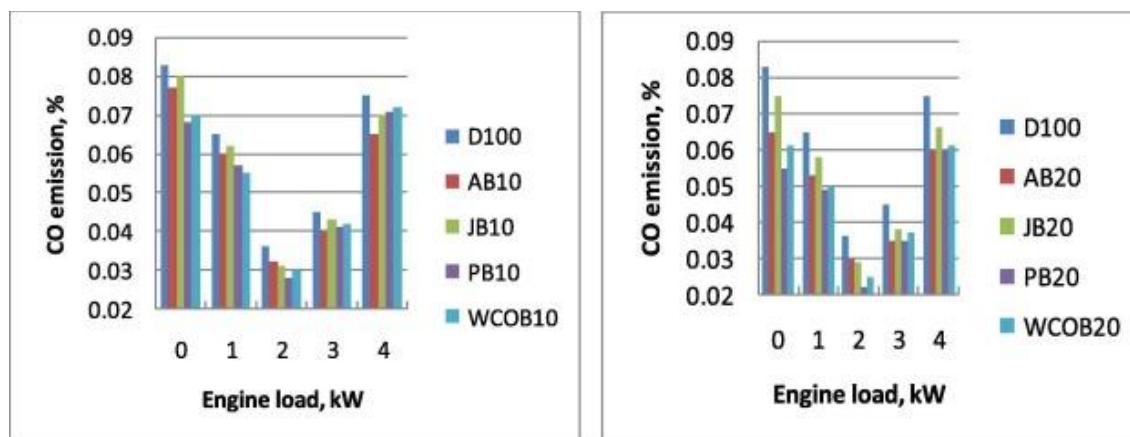 0.09
0.08
0.07
0.06
0.05
0.04
0.03
0.02
CO emission, %
0 1 2 3 4
Engine load, kW
D100
AB10
JB10
PB10
WCOB10
0.09
0.08
0.07
0.06
0.05
0.04
0.03
0.02
CO emission, %
0 1 2 3 4
Engine load, kW
D100
AB20
JB20
PB20
WCOB20